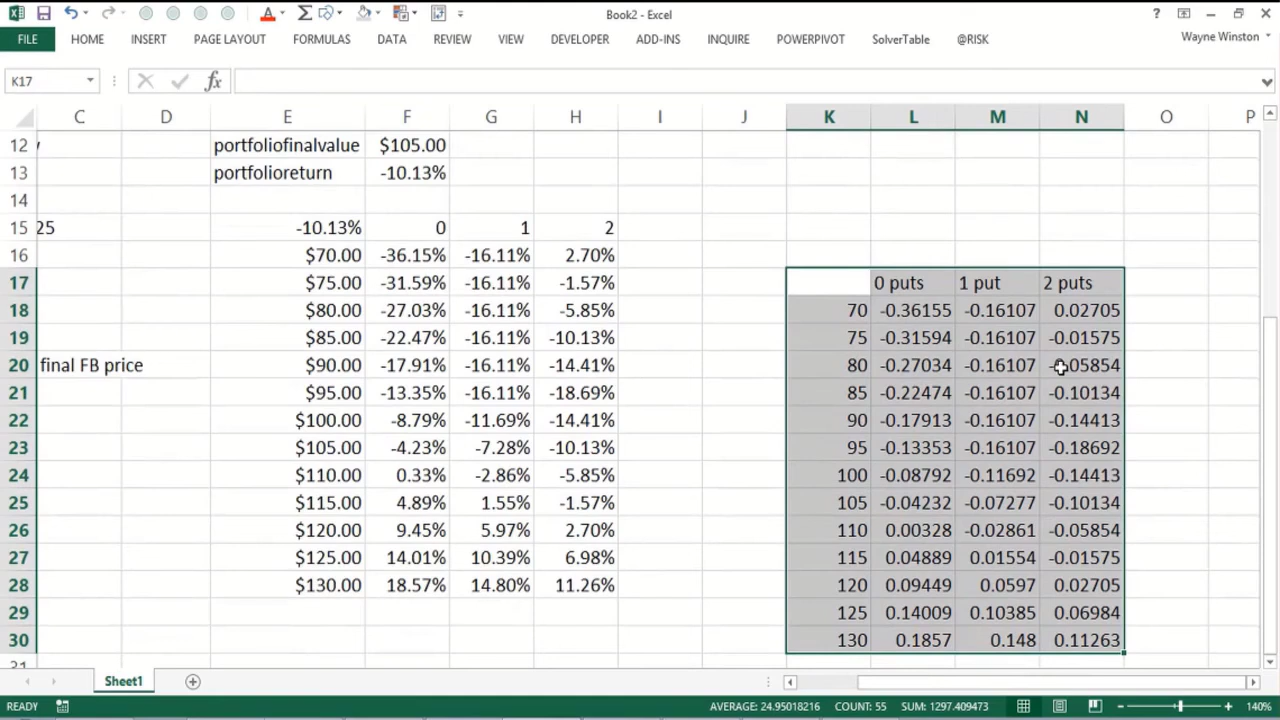 Book2 - Excel
FILE HOME INSERT PAGE LAYOUT FORMULAS DATA REVIEW VIEW DEVELOPER ADD-INS INQUIRE POWERPIVOT SolverTable @RISK Wayne Winston
K17 fx
C D E F G H I J K L M N O P
12 portfoliofinalvalue $105.00
13 portfolioreturn -10.13%
14
15 25 -10.13% 0 1 2
16 $70.00 -36.15% -16.11% 2.70%
17 $75.00 -31.59% -16.11% -1.57% 0 puts 1 put 2 puts
18 $80.00 -27.03% -16.11% -5.85% 70 -0.36155 -0.16107 0.02705
19 $85.00 -22.47% -16.11% -10.13% 75 -0.31594 -0.16107 -0.01575
20 final FB price $90.00 -17.91% -16.11% -14.41% 80 -0.27034 -0.16107 -0.05854
21 $95.00 -13.35% -16.11% -18.69% 85 -0.22474 -0.16107 -0.10134
22 $100.00 -8.79% -11.69% -14.41% 90 -0.17913 -0.16107 -0.14413
23 $105.00 -4.23% -7.28% -10.13% 95 -0.13353 -0.16107 -0.18692
24 $110.00 0.33% -2.86% -5.85% 100 -0.08792 -0.11692 -0.14413
25 $115.00 4.89% 1.55% -1.57% 105 -0.04232 -0.07277 -0.10134
26 $120.00 9.45% 5.97% 2.70% 110 0.00328 -0.02861 -0.05854
27 $125.00 14.01% 10.39% 6.98% 115 0.04889 0.01554 -0.01575
28 $130.00 18.57% 14.80% 11.26% 120 0.09449 0.0597 0.02705
29 125 0.14009 0.10385 0.06984
30 130 0.1857 0.148 0.11263
31
Sheet1
READY AVERAGE: 24.95018216 COUNT: 55 SUM: 1297.409473 140%